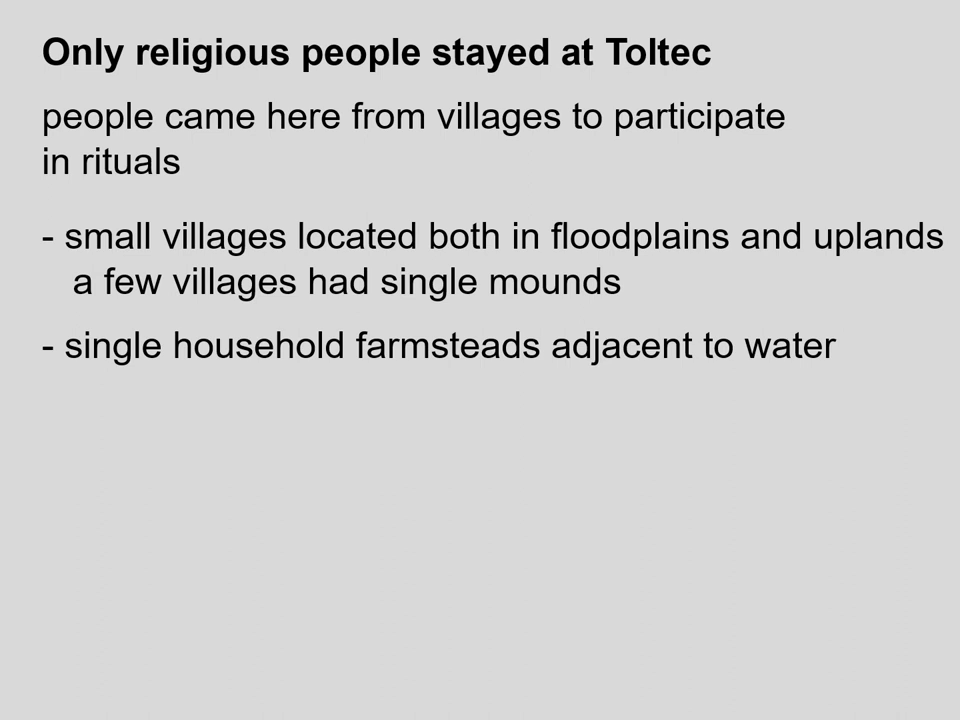 Only religious people stayed at Toltec
people came here from villages to participate
in rituals
- small villages located both in floodplains and uplands
a few villages had single mounds
- single household farmsteads adjacent to water